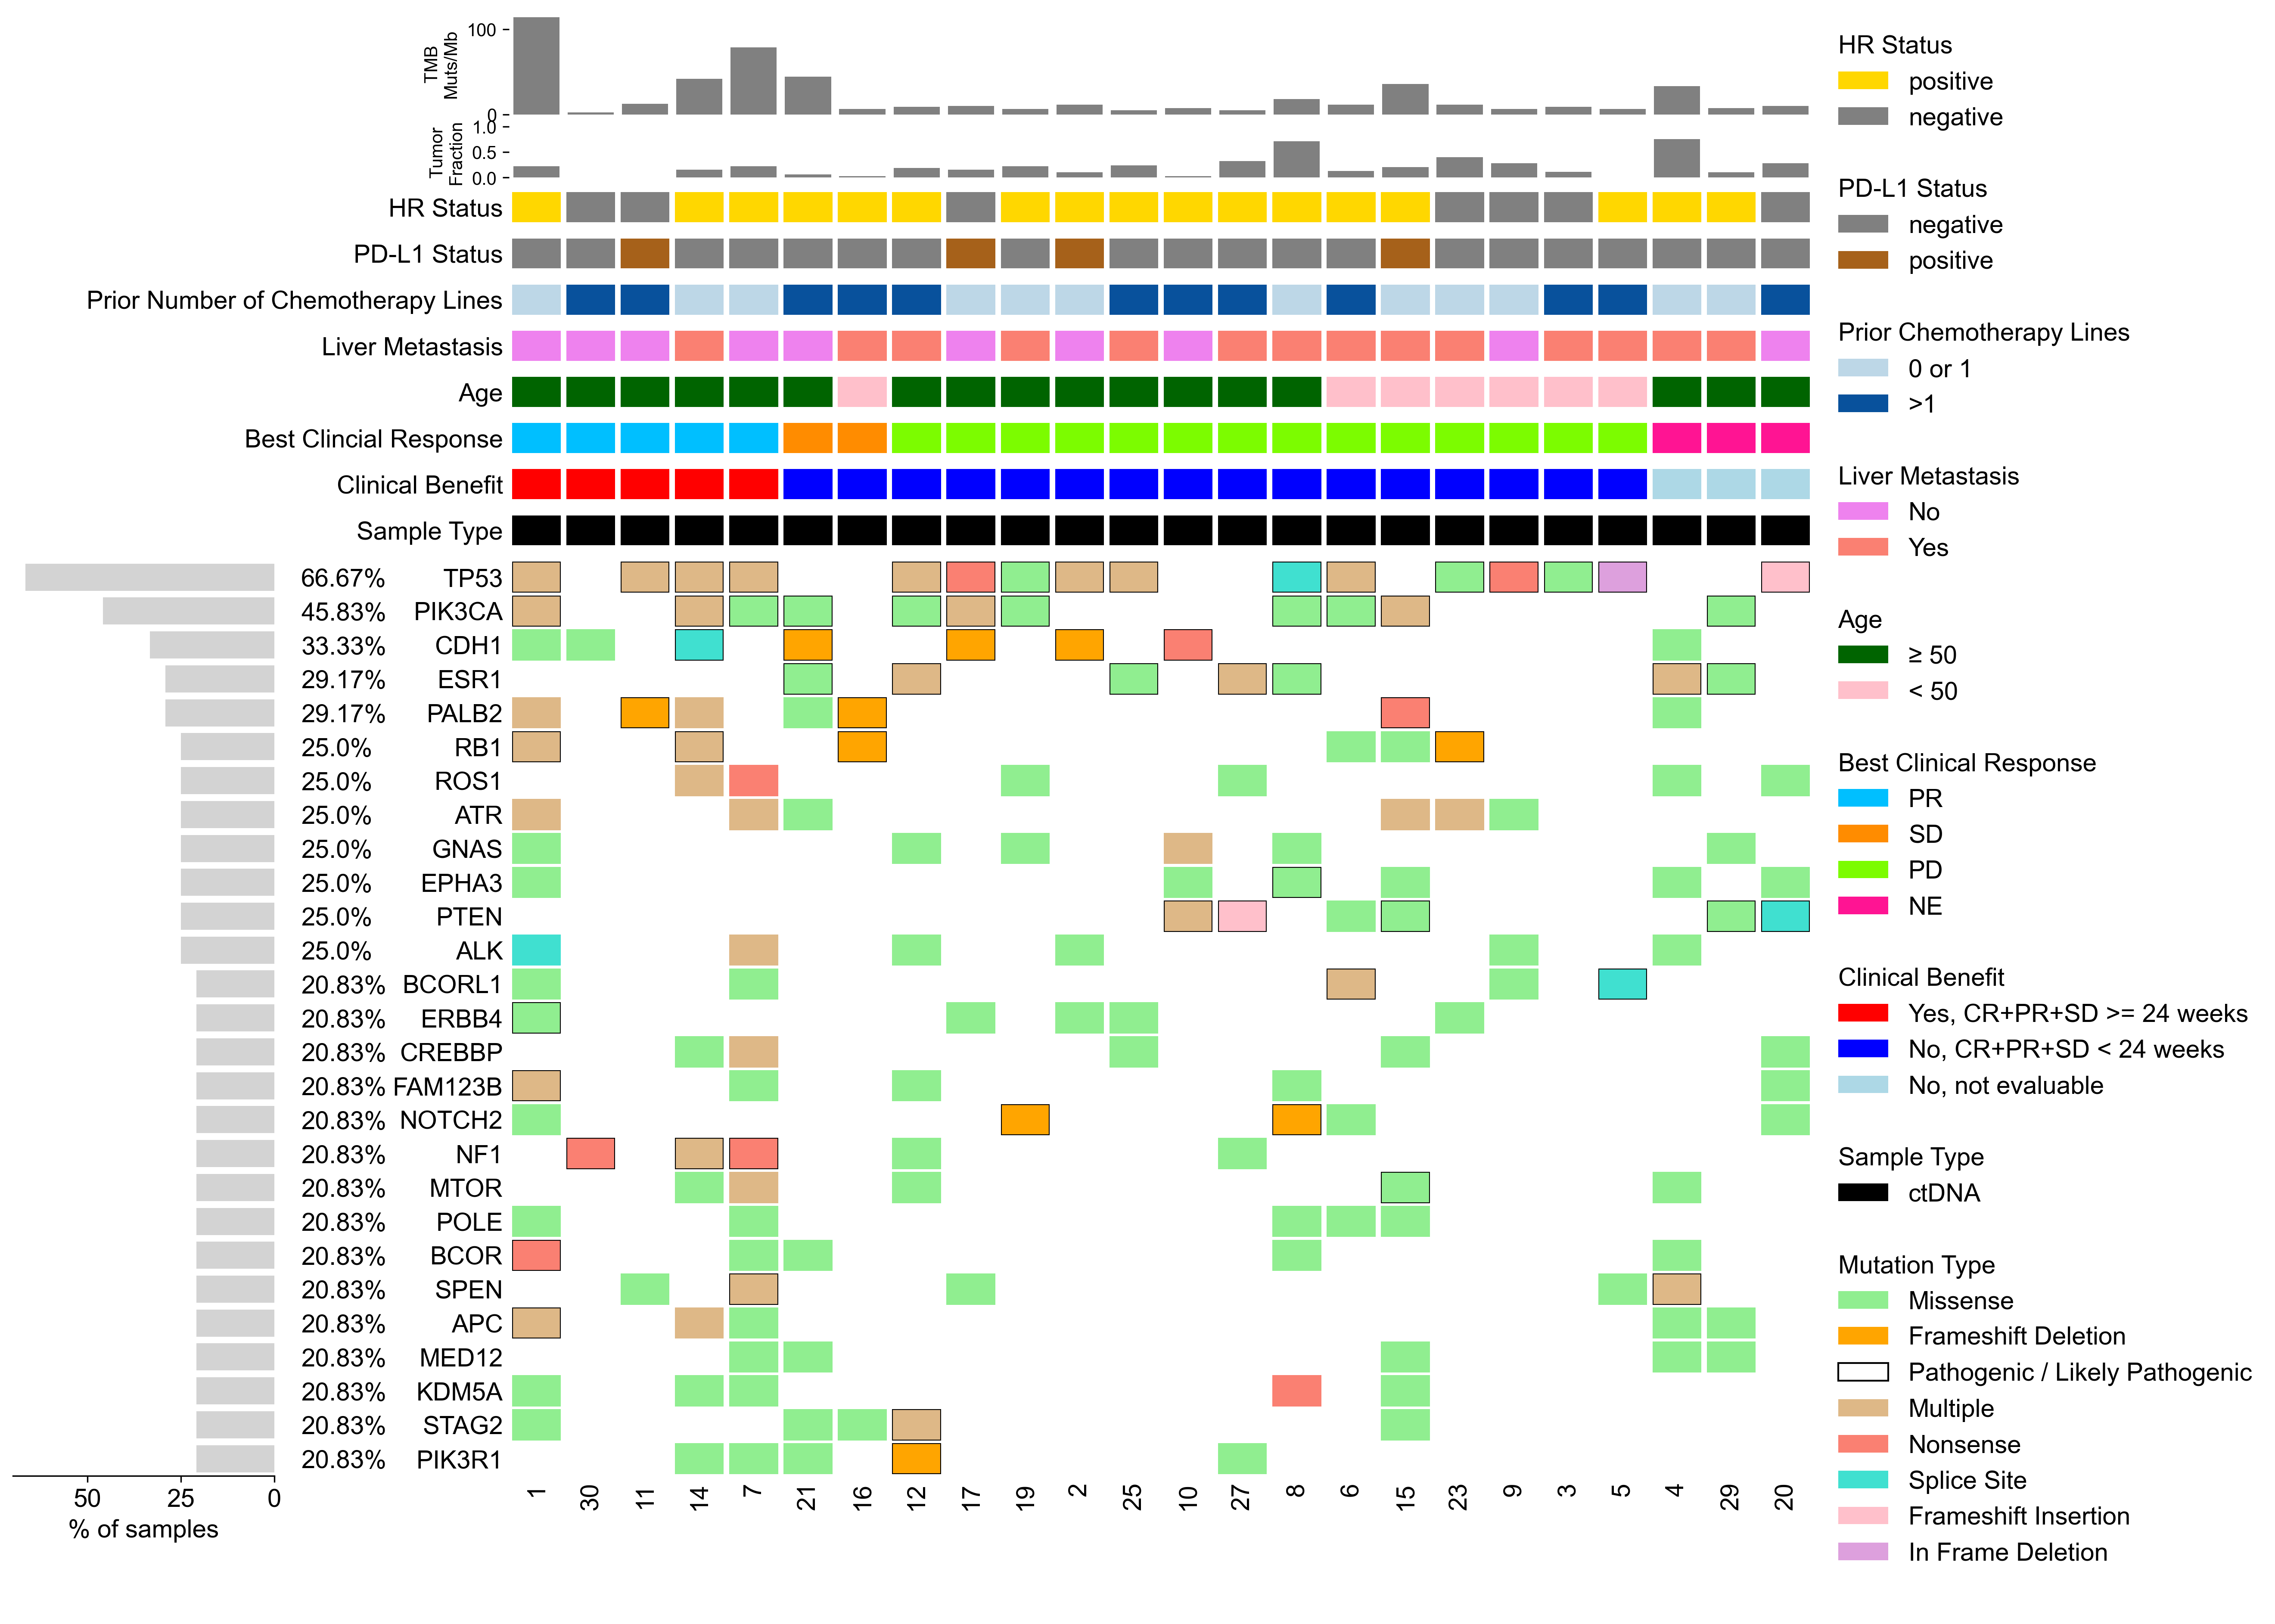 100
0
TMB
Muts/Mb
1.0
0.5
0.0
Tumor
Fraction
HR Status
PD-L1 Status
Prior Number of Chemotherapy Lines
Liver Metastasis
Age
Best Clincial Response
Clinical Benefit
Sample Type
66.67% TP53
45.83% PIK3CA
33.33% CDH1
29.17% ESR1
29.17% PALB2
25.0% RB1
25.0% ROS1
25.0% ATR
25.0% GNAS
25.0% EPHA3
25.0% PTEN
25.0% ALK
20.83% BCORL1
20.83% ERBB4
20.83% CREBBP
20.83% FAM123B
20.83% NOTCH2
20.83% NF1
20.83% MTOR
20.83% POLE
20.83% BCOR
20.83% SPEN
20.83% APC
20.83% MED12
20.83% KDM5A
20.83% STAG2
20.83% PIK3R1
50 25 0
% of samples
1 30 11 14 7 21 16 12 17 19 2 25 10 27 8 6 15 23 9 3 5 4 29 20
HR Status
positive
negative
PD-L1 Status
negative
positive
Prior Chemotherapy Lines
0 or 1
>1
Liver Metastasis
No
Yes
Age
≥ 50
< 50
Best Clinical Response
PR
SD
PD
NE
Clinical Benefit
Yes, CR+PR+SD >= 24 weeks
No, CR+PR+SD < 24 weeks
No, not evaluable
Sample Type
ctDNA
Mutation Type
Missense
Frameshift Deletion
Pathogenic / Likely Pathogenic
Multiple
Nonsense
Splice Site
Frameshift Insertion
In Frame Deletion